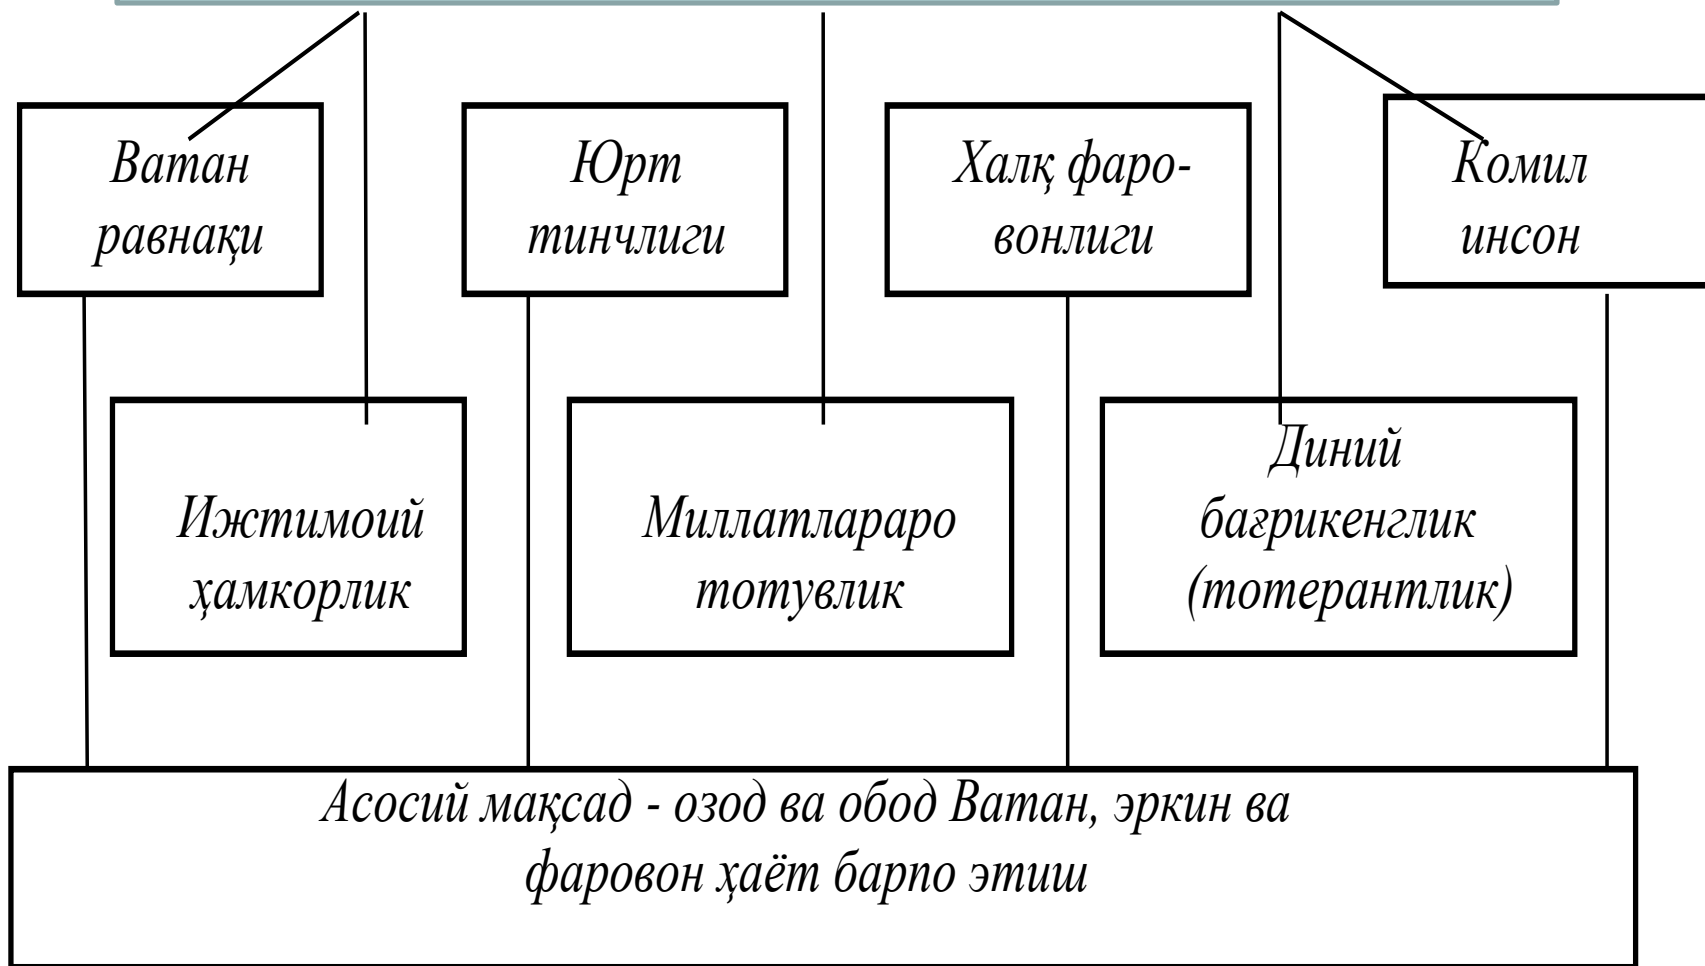 Ватан
равнақи
Юрт
тинчлиги
Халқ фаро-
вонлиги
Комил
инсон
Ижтимоий
ҳамкорлик
Миллатлараро
тотувлик
Диний
бағрикенглик
(тотерантлик)
Асосий мақсад - озод ва обод Ватан, эркин ва
фаровон ҳаёт барпо этиш